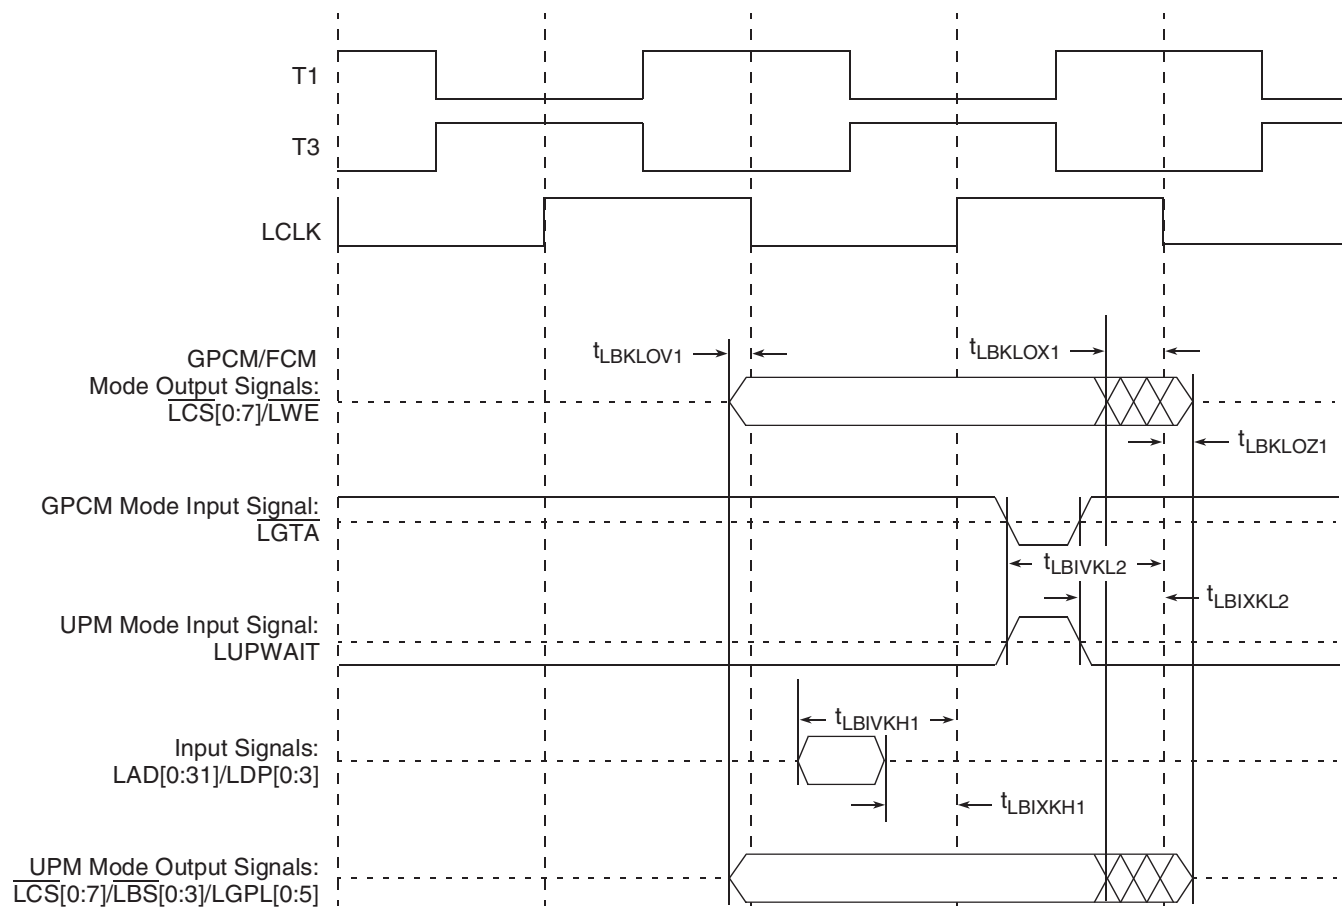 T1
T3
LCLK
GPCM/FCM
Mode Output Signals:
LCS[0:7]/LWE
tLBKLOV1
tLBKLOX1
tLBKLOZ1
GPCM Mode Input Signal:
LGTA
tLBIVKL2
tLBIXKL2
UPM Mode Input Signal:
LUPWAIT
tLBIVKH1
Input Signals:
LAD[0:31]/LDP[0:3]
tLBIXKH1
UPM Mode Output Signals:
LCS[0:7]/LBS[0:3]/LGPL[0:5]